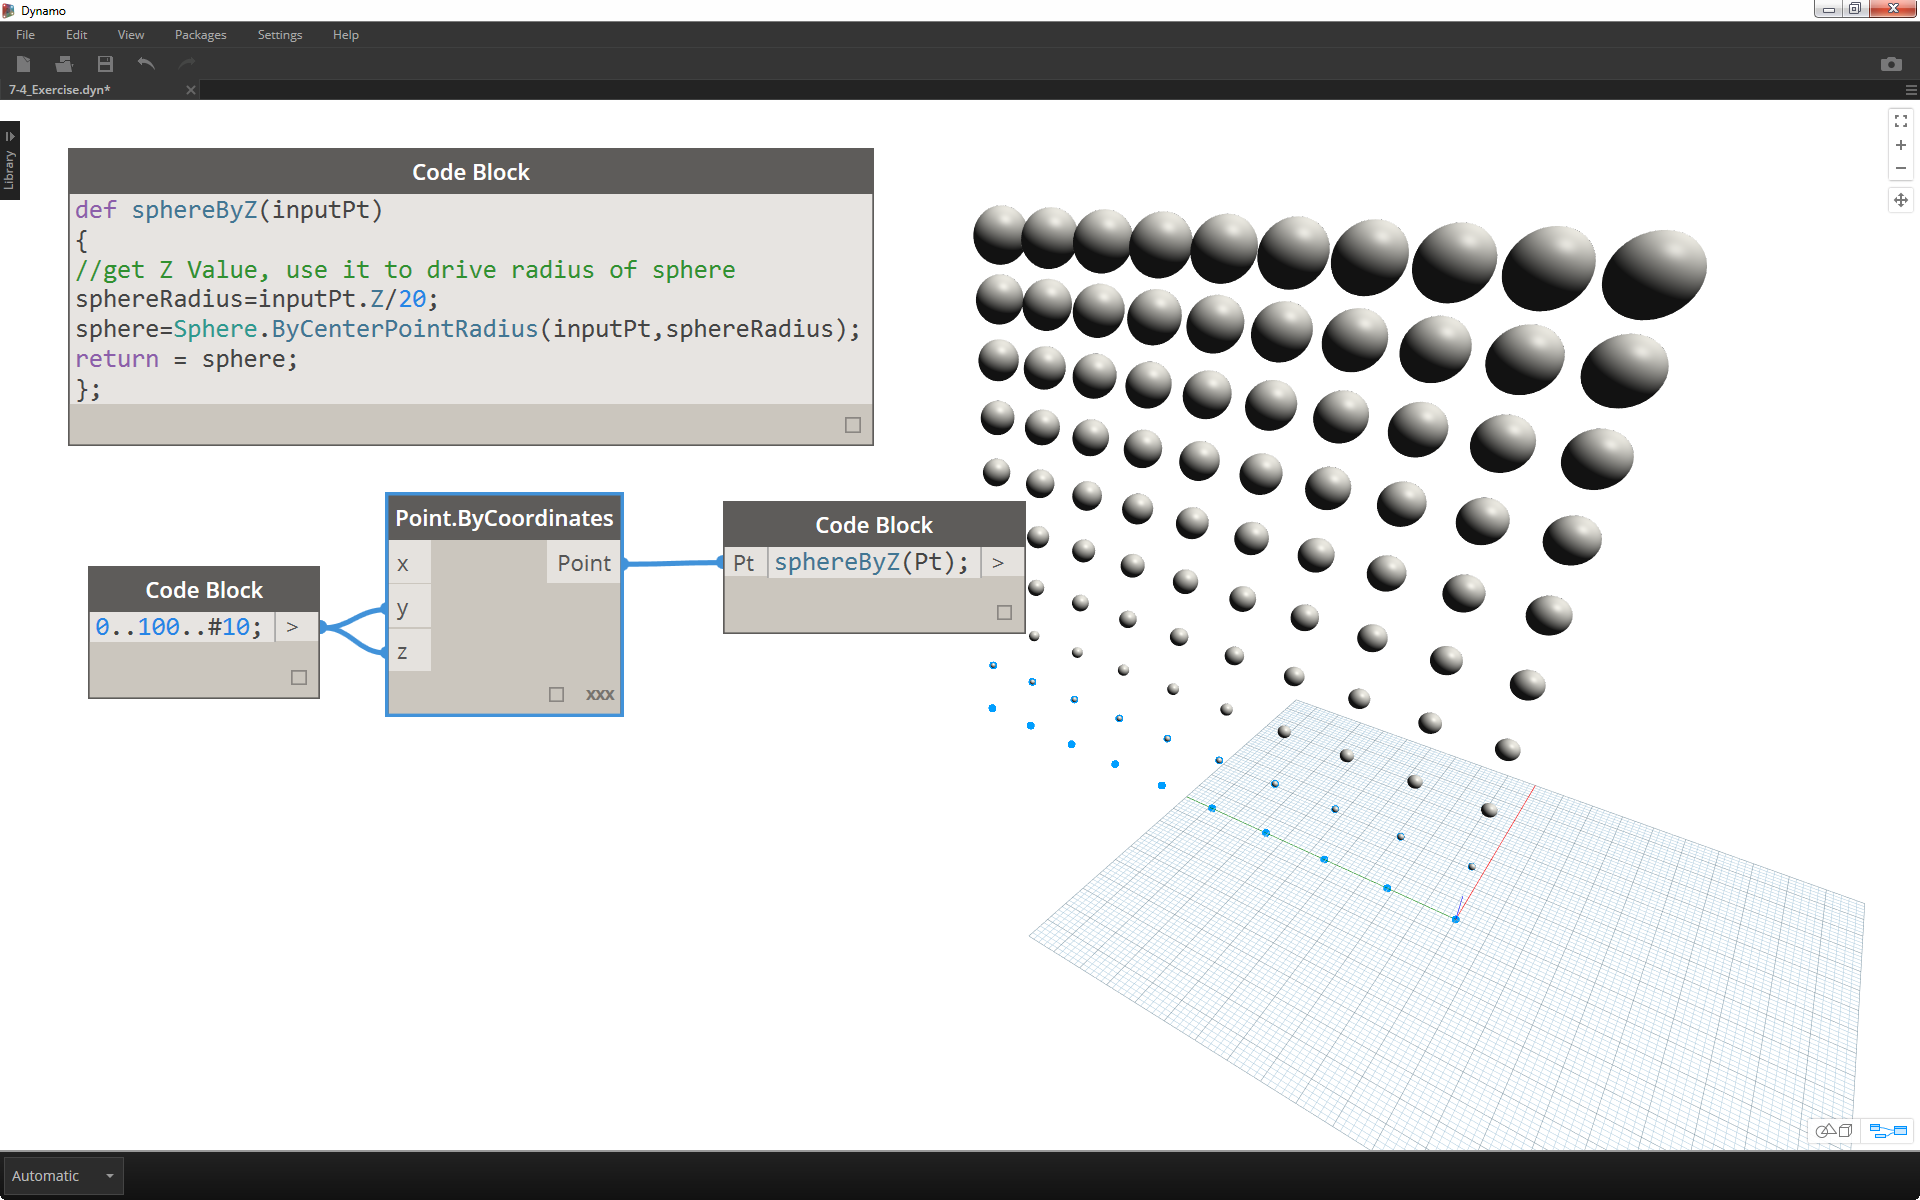 Dynamo
File Edit View Packages Settings Help
7-4_Exercise.dyn*
Library
Code Block
def sphereByZ(inputPt)
{
//get Z Value, use it to drive radius of sphere
sphereRadius=inputPt.Z/20;
sphere=Sphere.ByCenterPointRadius(inputPt,sphereRadius);
return = sphere;
};
Code Block
0..100..#10; >
Point.ByCoordinates
x Point
y
z
xxx
Code Block
Pt sphereByZ(Pt); >
Automatic